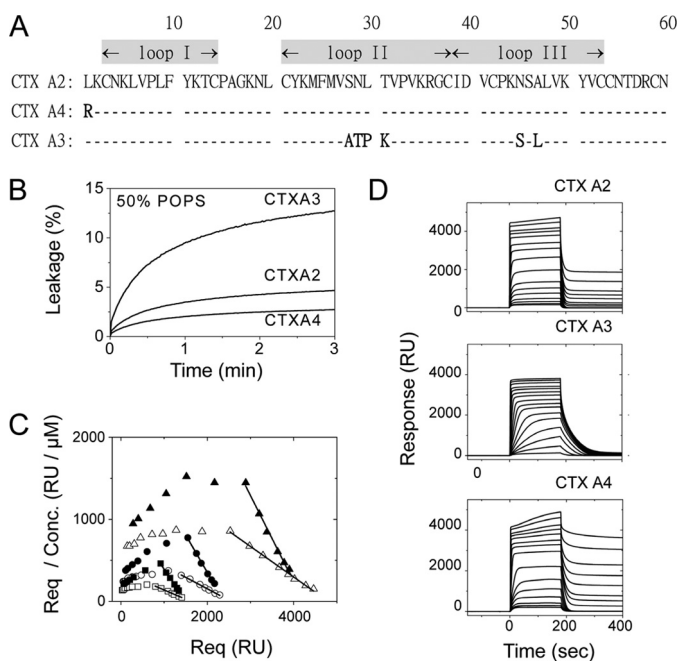 A
10 20 30 40 50 60
← loop I → ← loop II → ← loop III →
CTX A2: LKCNKLVPLF YKTCPAGKNL CYKMFMVSNL TVPVKRGCID VCPKNSALVK YVCCNTDRCN
CTX A4: R--------- ---------- ---------- ---------- ---------- ----------
CTX A3: ---------- ---------- -------ATP K--------- -----S-L-- ----------
B
50% POPS
CTXA3
CTXA2
CTXA4
Leakage (%)
15
10
5
0
0 1 2 3
Time (min)
C
Req / Conc. (RU / µM)
2000
1000
0
0 2000 4000
Req (RU)
D
Response (RU)
CTX A2
4000
2000
0
CTX A3
4000
2000
0
0
CTX A4
4000
2000
0
0 200 400
Time (sec)